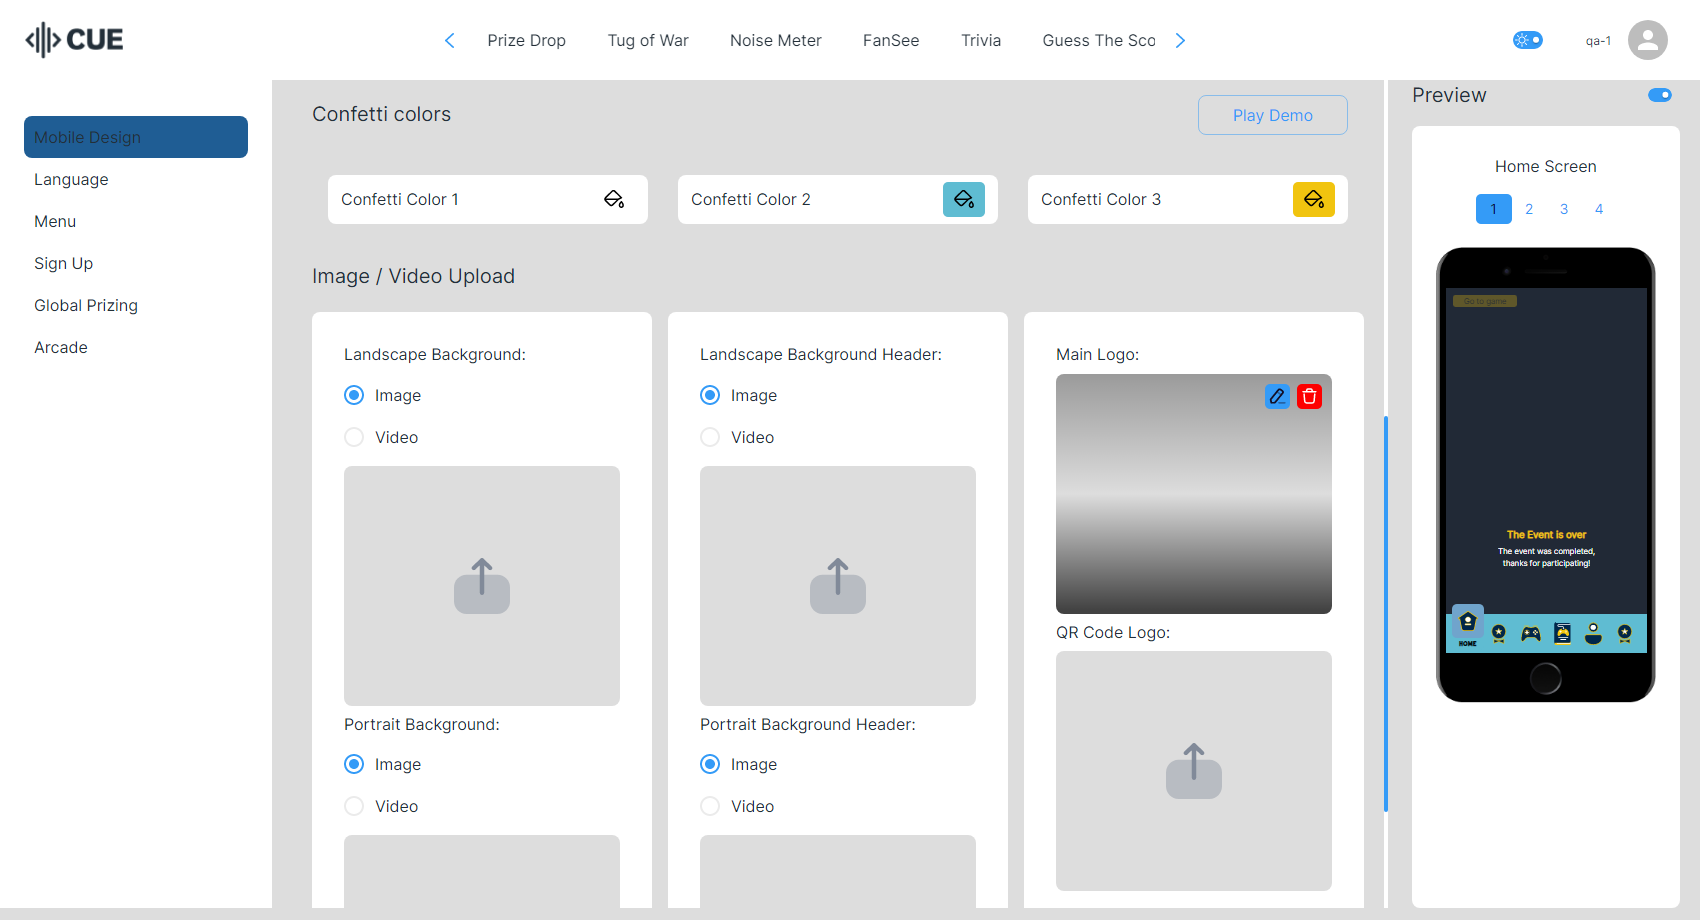 CUE
Prize Drop
Tug of War
Noise Meter
FanSee
Trivia
Guess The Sco
qa-1
Mobile Design
Language
Menu
Sign Up
Global Prizing
Arcade
Confetti colors
Play Demo
Confetti Color 1
Confetti Color 2
Confetti Color 3
Image / Video Upload
Landscape Background:
Image
Video
Portrait Background:
Image
Video
Landscape Background Header:
Image
Video
Portrait Background Header:
Image
Video
Main Logo:
QR Code Logo:
Preview
Home Screen
1 2 3 4
Go to game
The Event is over
The event was completed,
thanks for participating!
HOME